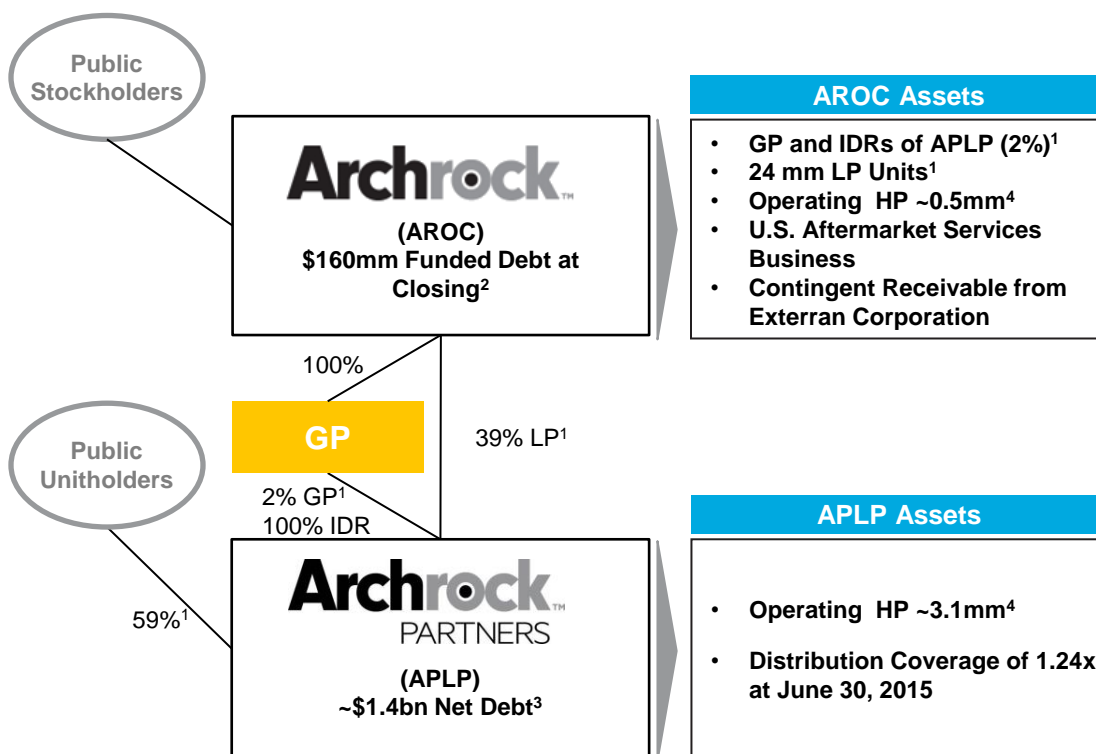 Public
Stockholders
Archrock™
(AROC)
$160mm Funded Debt at
Closing2
AROC Assets
• GP and IDRs of APLP (2%)1
• 24 mm LP Units1
• Operating HP ~0.5mm4
• U.S. Aftermarket Services
Business
• Contingent Receivable from
Exterran Corporation
100%
GP
39% LP1
Public
Unitholders
2% GP1
100% IDR
59%1
Archrock™
PARTNERS
(APLP)
~$1.4bn Net Debt3
APLP Assets
• Operating HP ~3.1mm4
• Distribution Coverage of 1.24x
at June 30, 2015